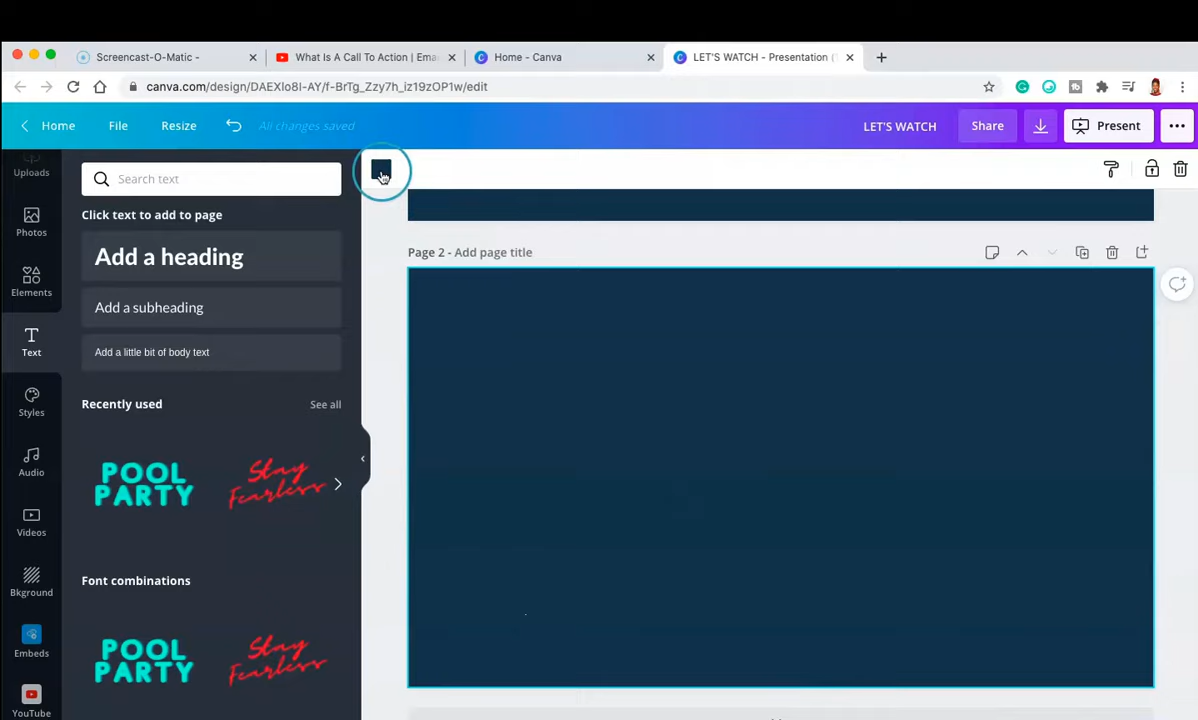 Screencast-O-Matic -
What Is A Call To Action | Emai
Home - Canva
LET'S WATCH - Presentation (1
canva.com/design/DAEXlo8I-AY/f-BrTg_Zzy7h_iz19zOP1w/edit
Home
File
Resize
All changes saved
LET'S WATCH
Share
Present
Uploads
Photos
Elements
Text
Styles
Audio
Videos
Bkground
Embeds
YouTube
Search text
Click text to add to page
Add a heading
Add a subheading
Add a little bit of body text
Recently used
See all
POOL
PARTY
Stay
Fearless
Font combinations
POOL
PARTY
Stay
Fearless
Page 2 - Add page title